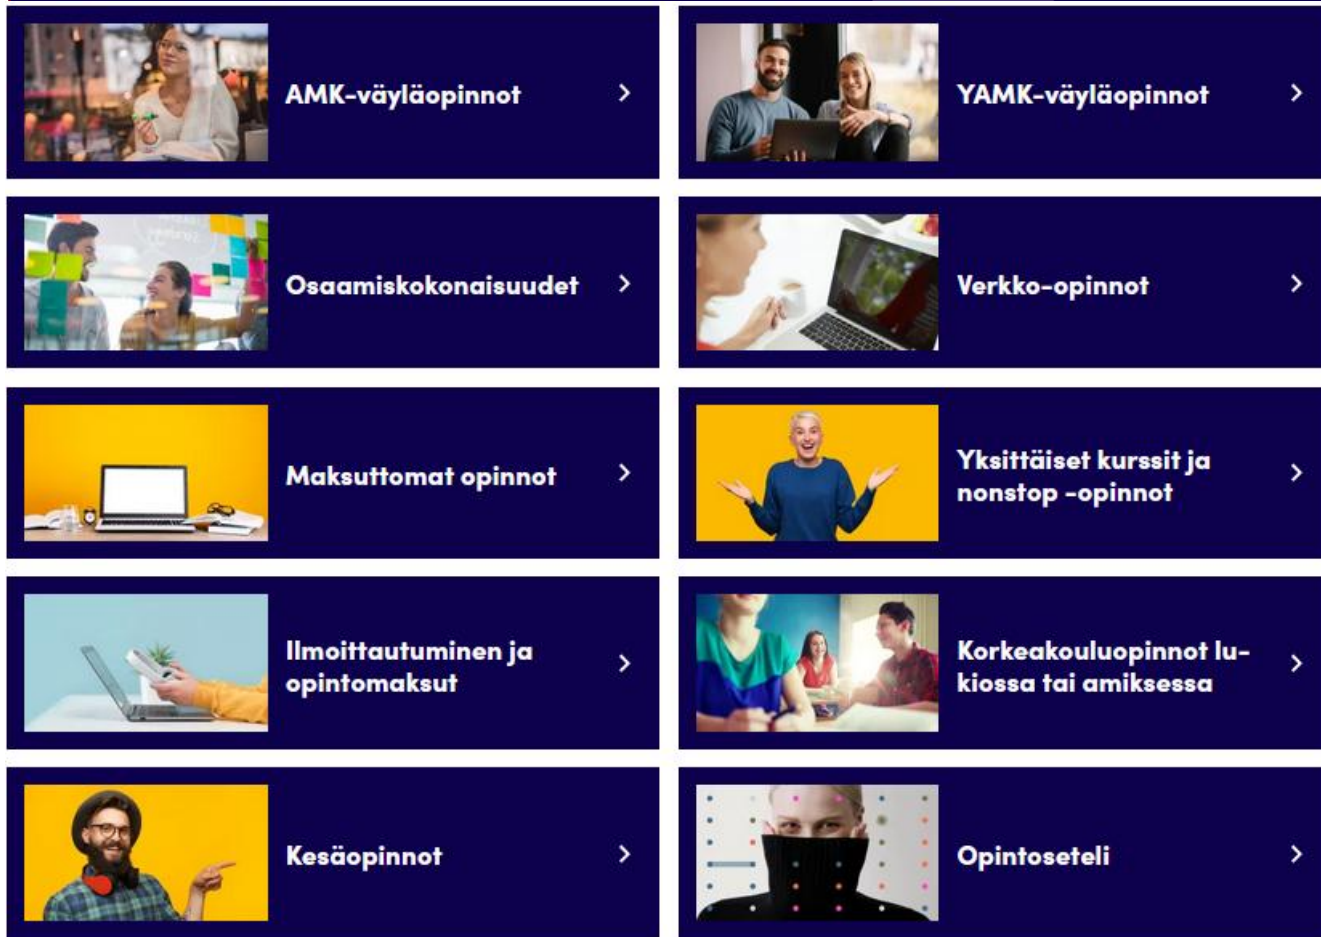 AMK-väyläopinnot
YAMK-väyläopinnot
Osaamiskokonaisuudet
Verkko-opinnot
Maksuttomat opinnot
Yksittäiset kurssit ja
nonstop -opinnot
Ilmoittautuminen ja
opintomaksut
Korkeakouluopinnot lu-
kiossa tai amiksessa
Kesäopinnot
Opintoseteli